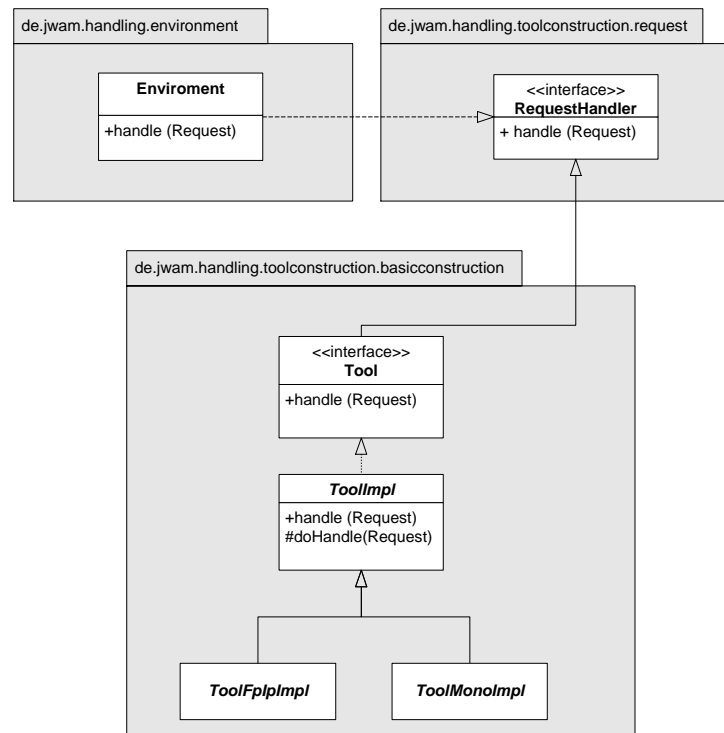 de.jwam.handling.environment
de.jwam.handling.toolconstruction.request
Enviroment
+handle (Request)
<<interface>>
RequestHandler
+ handle (Request)
de.jwam.handling.toolconstruction.basicconstruction
<<interface>>
Tool
+handle (Request)
ToolImpl
+handle (Request)
#doHandle(Request)
ToolFpIpImpl
ToolMonoImpl